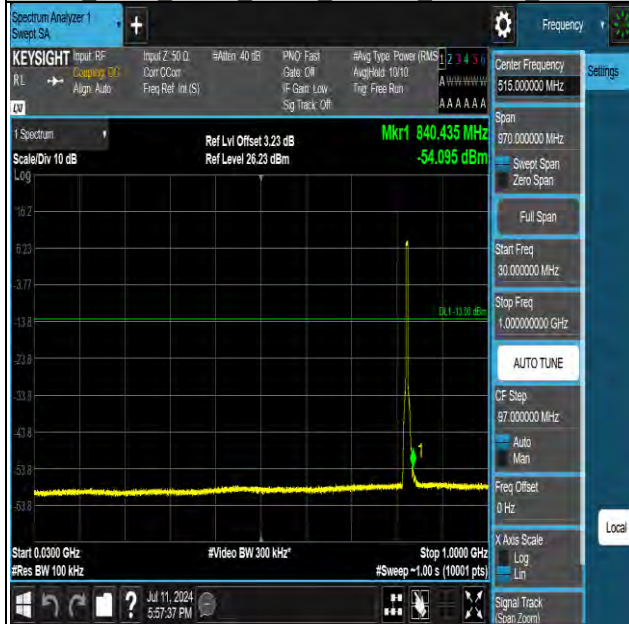 Spectrum Analyzer 1
Swept SA
Frequency
KEYSIGHT
RL
Input: RF
Coupling: DC
Align: Auto
Input Z: 50 Ω
Corr CCorr
Freq Ref: Int (S)
#Atten: 40 dB
PNO: Fast
Gate: Off
IF Gain: Low
Sig Track: Off
#Avg Type: Power (RMS
Avg|Hold: 10/10
Trig: Free Run
1 2 3 4 5 6
A W W W W W
A A A A A A
LXI
1 Spectrum
Scale/Div 10 dB
Ref Lvl Offset 3.23 dB
Ref Level 26.23 dBm
Mkr1 840.435 MHz
-54.095 dBm
Log
16.2
6.23
-3.77
DL1 -13.00 dBm
-13.8
-23.8
-33.8
-43.8
1
-53.8
-63.8
Start 0.0300 GHz
#Video BW 300 kHz*
Stop 1.0000 GHz
#Res BW 100 kHz
#Sweep ~1.00 s (10001 pts)
?
Jul 11, 2024
5:57:37 PM
Center Frequency
515.000000 MHz
Settings
Span
970.000000 MHz
Swept Span
Zero Span
Full Span
Start Freq
30.000000 MHz
Stop Freq
1.000000000 GHz
AUTO TUNE
CF Step
97.000000 MHz
Auto
Man
Freq Offset
0 Hz
Local
X Axis Scale
Log
Lin
Signal Track
(Span Zoom)